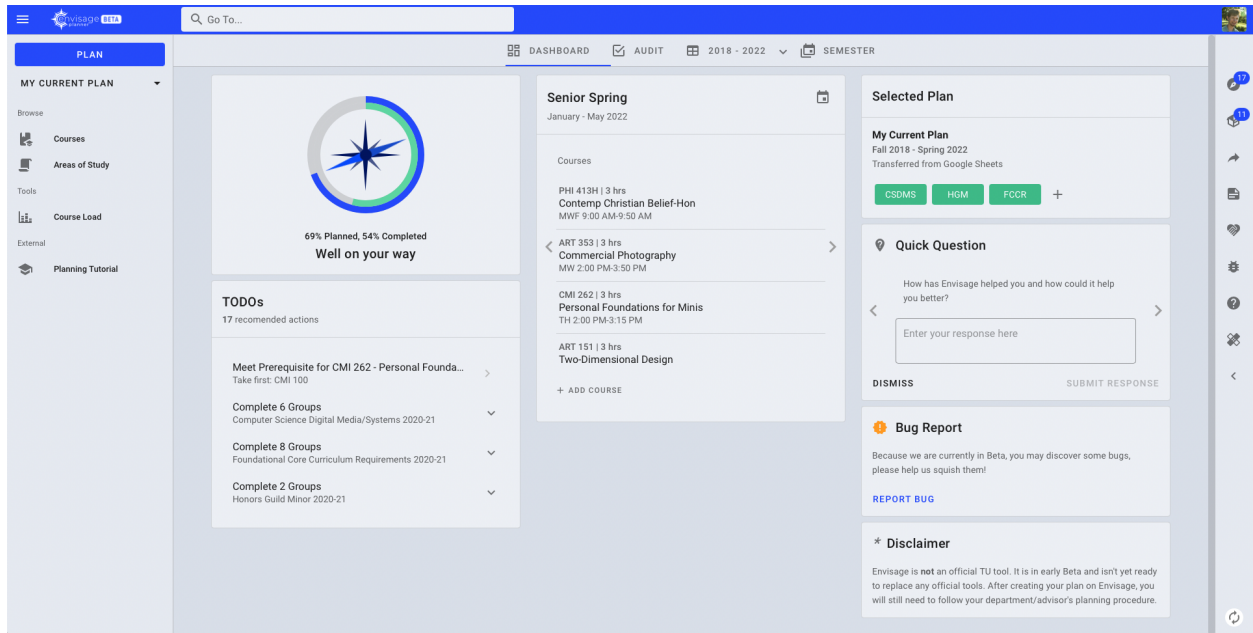 envisage BETA
planner
Go To...
PLAN
DASHBOARD
AUDIT
2018 - 2022
SEMESTER
MY CURRENT PLAN
Browse
Courses
Areas of Study
Tools
Course Load
External
Planning Tutorial
69% Planned, 54% Completed
Well on your way
TODOs
17 recomended actions
Meet Prerequisite for CMI 262 - Personal Founda...
Take first: CMI 100
Complete 6 Groups
Computer Science Digital Media/Systems 2020-21
Complete 8 Groups
Foundational Core Curriculum Requirements 2020-21
Complete 2 Groups
Honors Guild Minor 2020-21
Senior Spring
January - May 2022
Courses
PHI 413H | 3 hrs
Contemp Christian Belief-Hon
MWF 9:00 AM-9:50 AM
ART 353 | 3 hrs
Commercial Photography
MW 2:00 PM-3:50 PM
CMI 262 | 3 hrs
Personal Foundations for Minis
TH 2:00 PM-3:15 PM
ART 151 | 3 hrs
Two-Dimensional Design
+ ADD COURSE
Selected Plan
My Current Plan
Fall 2018 - Spring 2022
Transferred from Google Sheets
CSDMS HGM FCCR +
Quick Question
How has Envisage helped you and how could it help
you better?
Enter your response here
DISMISS
SUBMIT RESPONSE
Bug Report
Because we are currently in Beta, you may discover some bugs,
please help us squish them!
REPORT BUG
* Disclaimer
Envisage is not an official TU tool. It is in early Beta and isn't yet ready
to replace any official tools. After creating your plan on Envisage, you
will still need to follow your department/advisor's planning procedure.
17
11